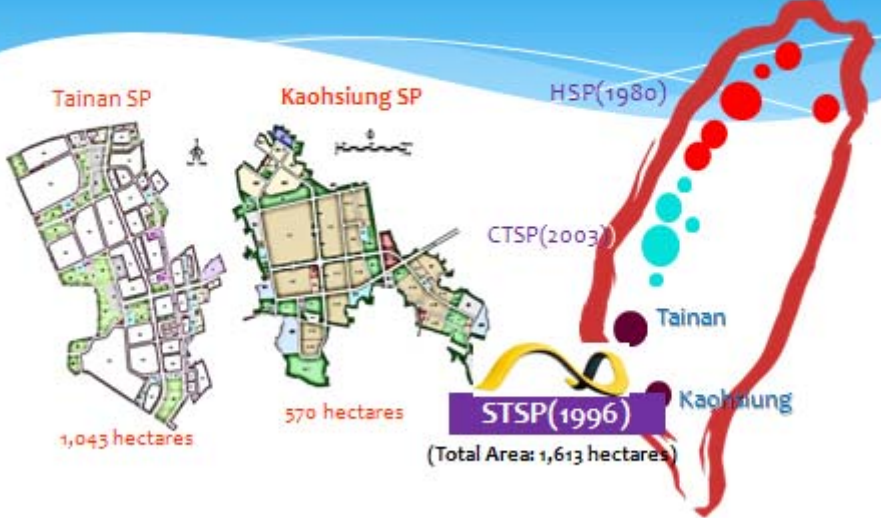 Tainan SP
Kaohsiung SP
HSP(1980)
CTSP(2003)
Tainan
Kaohsiung
STSP(1996)
(Total Area: 1,613 hectares)
570 hectares
1,043 hectares